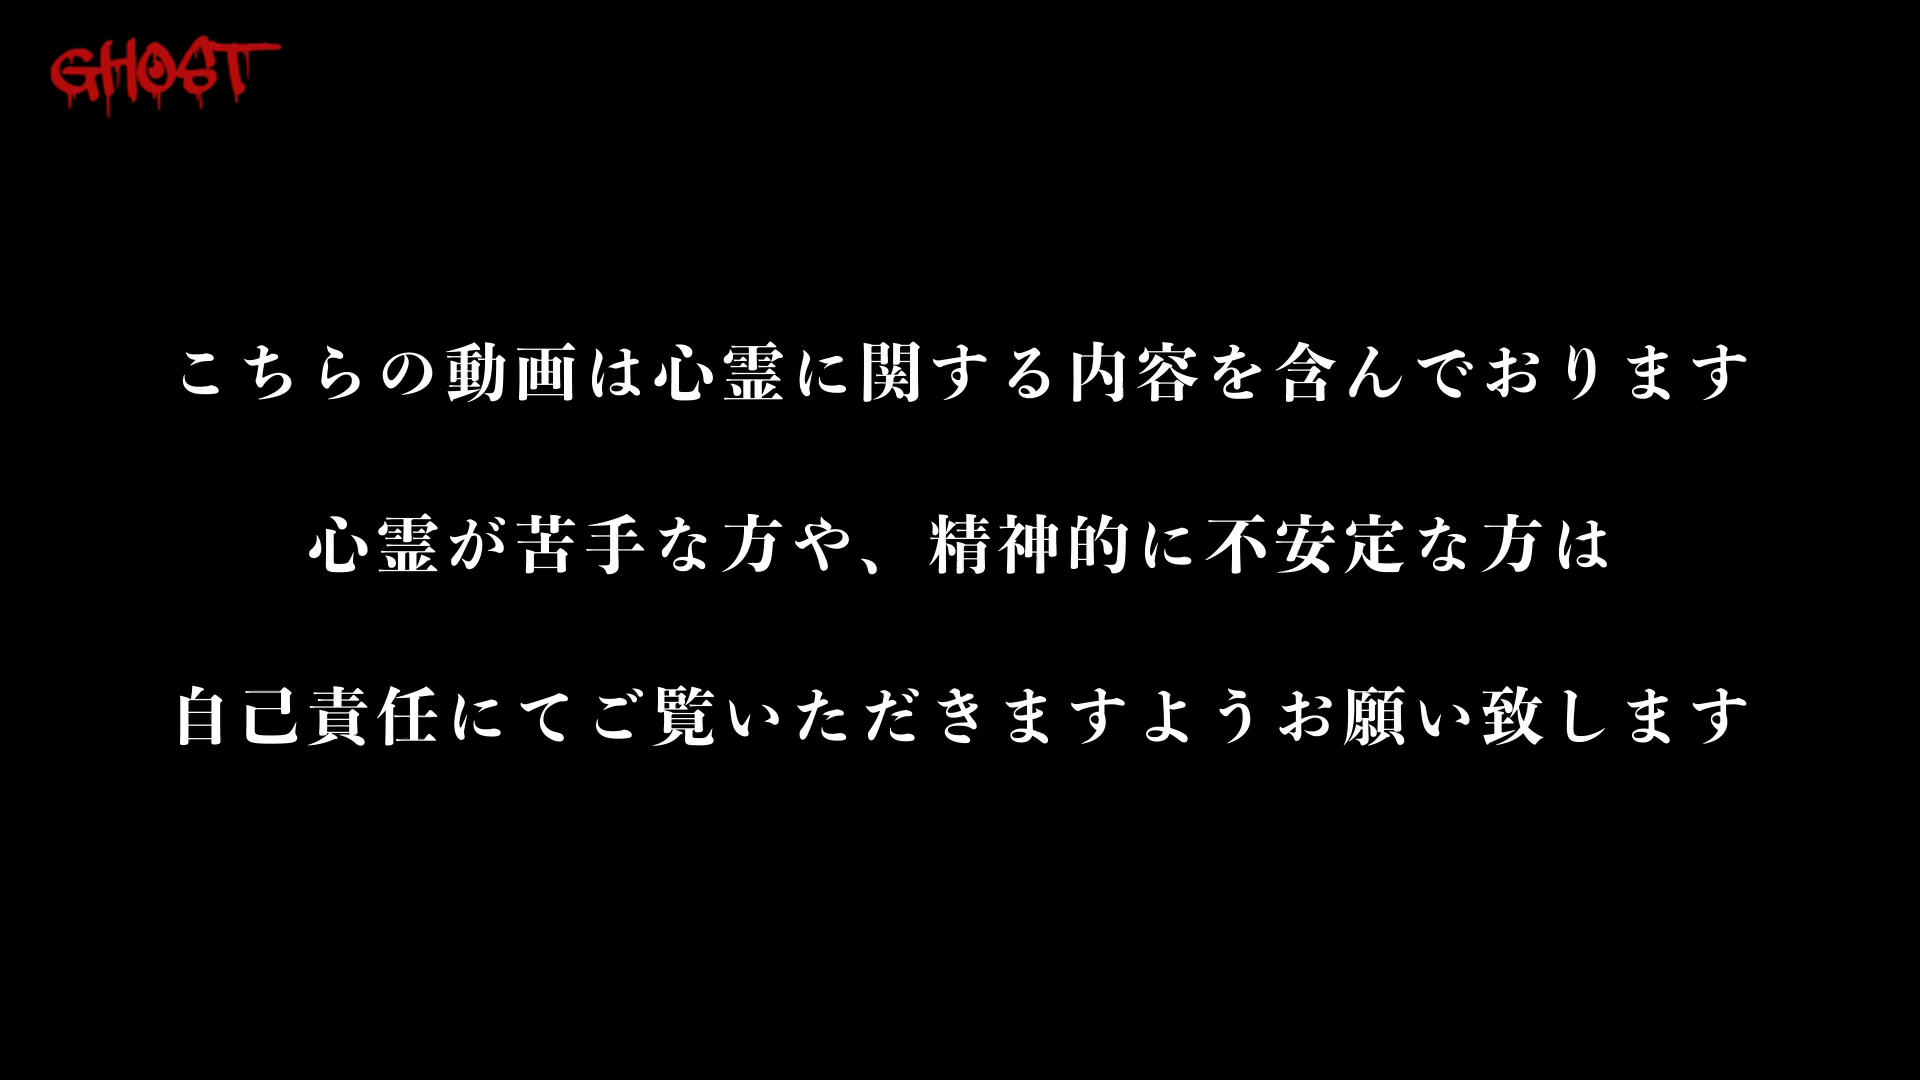 GHOST
こちらの動画は心霊に関する内容を含んでおります
心霊が苦手な方や、精神的に不安定な方は
自己責任にてご覧いただきますようお願い致します